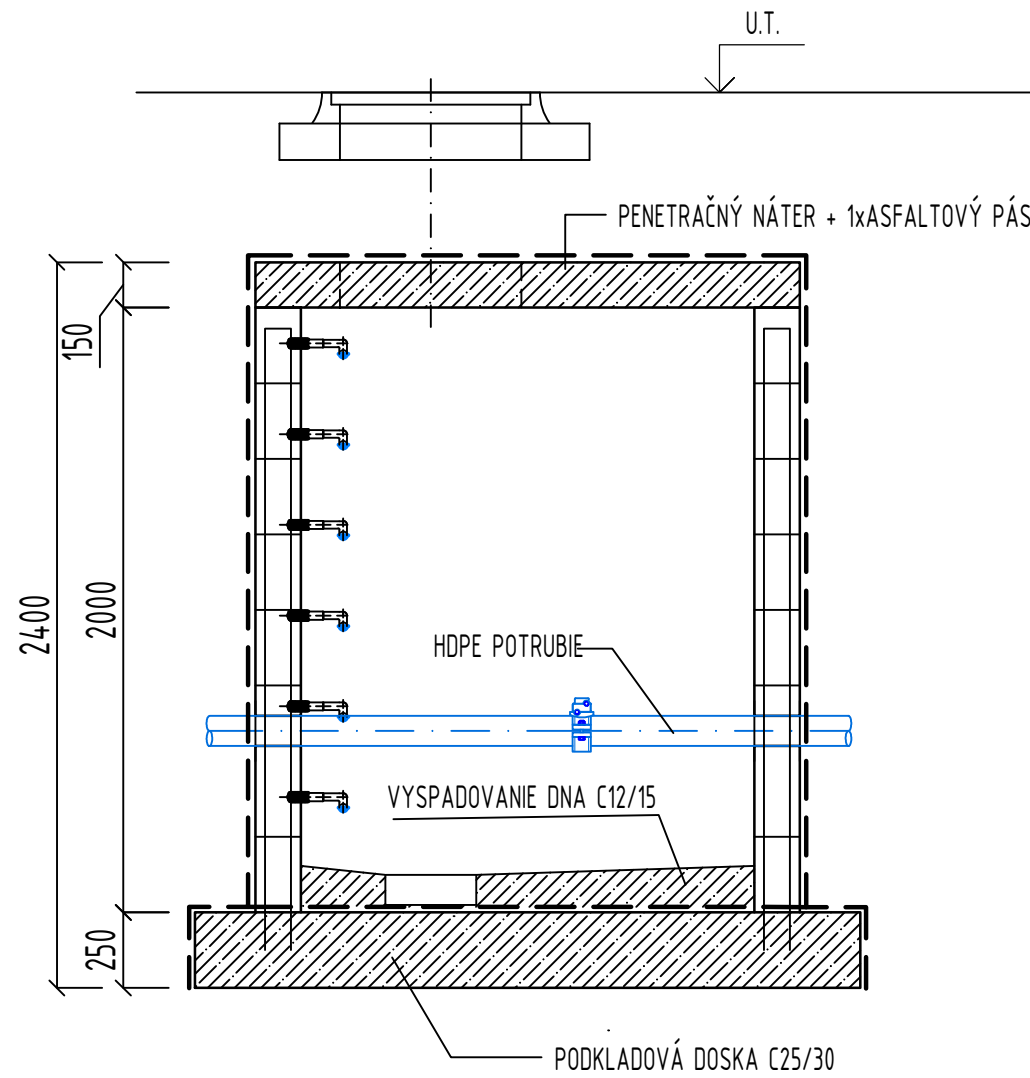 U.T.
PENETRAČNÝ NÁTER + 1xASFALTOVÝ PÁS
150
2400
2000
HDPE POTRUBIE
VYSPADOVANIE DNA C12/15
250
PODKLADOVÁ DOSKA C25/30